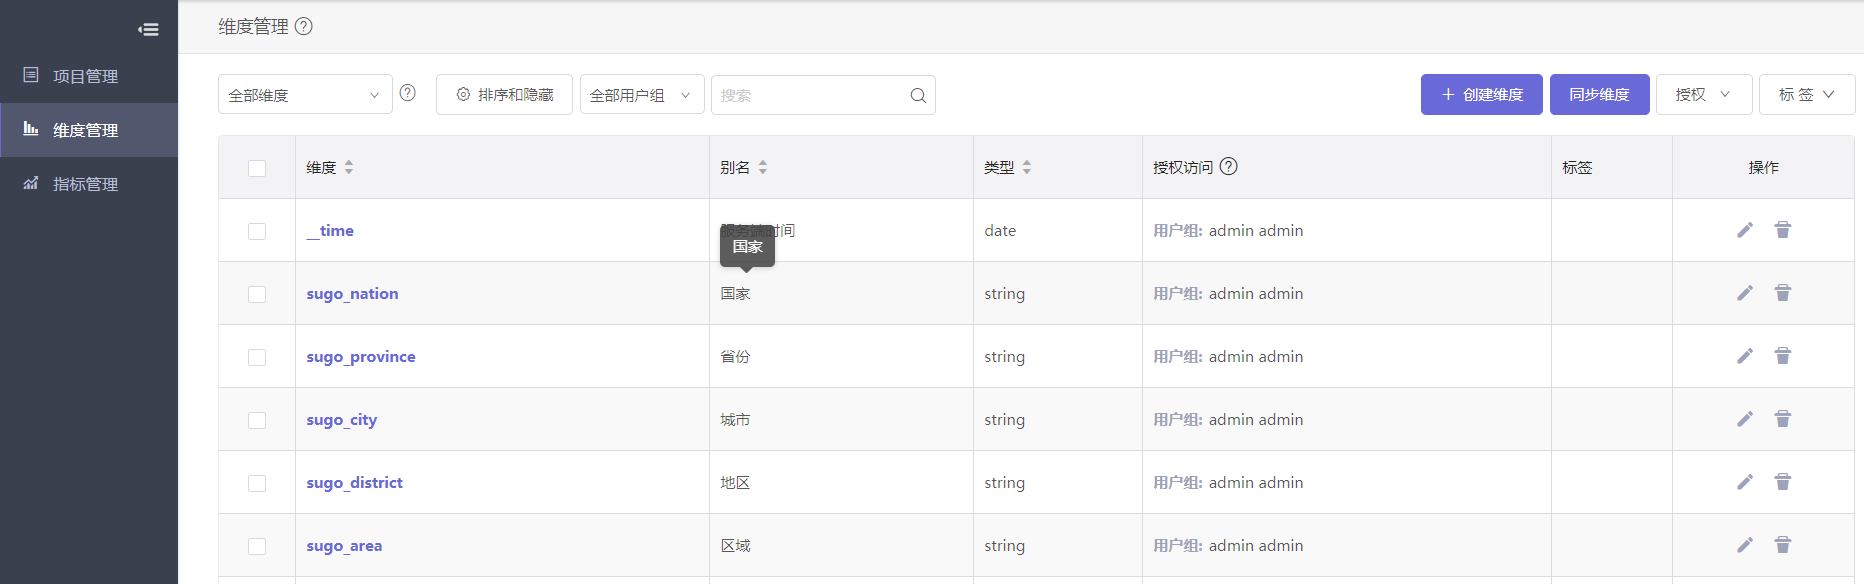 维度管理
项目管理
维度管理
指标管理
全部维度
排序和隐藏
全部用户组
搜索
创建维度
同步维度
授权
标 签
维度 别名 类型 授权访问 标签 操作
__time 服务端时间 date 用户组: admin admin
国家
sugo_nation 国家 string 用户组: admin admin
sugo_province 省份 string 用户组: admin admin
sugo_city 城市 string 用户组: admin admin
sugo_district 地区 string 用户组: admin admin
sugo_area 区域 string 用户组: admin admin